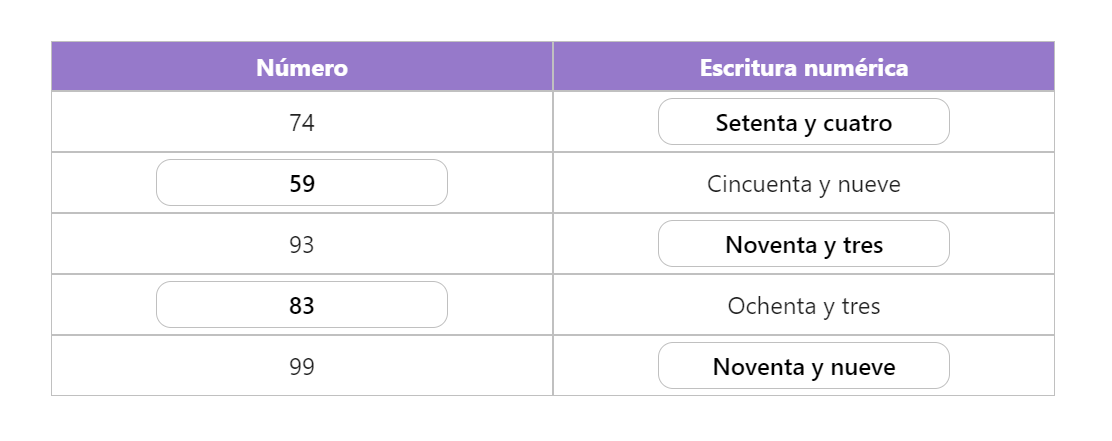 Número Escritura numérica
74 Setenta y cuatro
59 Cincuenta y nueve
93 Noventa y tres
83 Ochenta y tres
99 Noventa y nueve